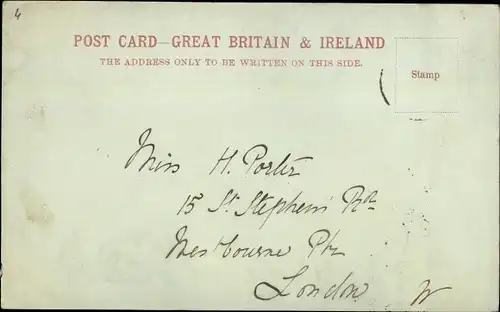 4
POST CARD—GREAT BRITAIN & IRELAND
THE ADDRESS ONLY TO BE WRITTEN ON THIS SIDE.
Stamp
Miss H. Porter
15 St Stephens' Rd
Westbourne Pk
London W